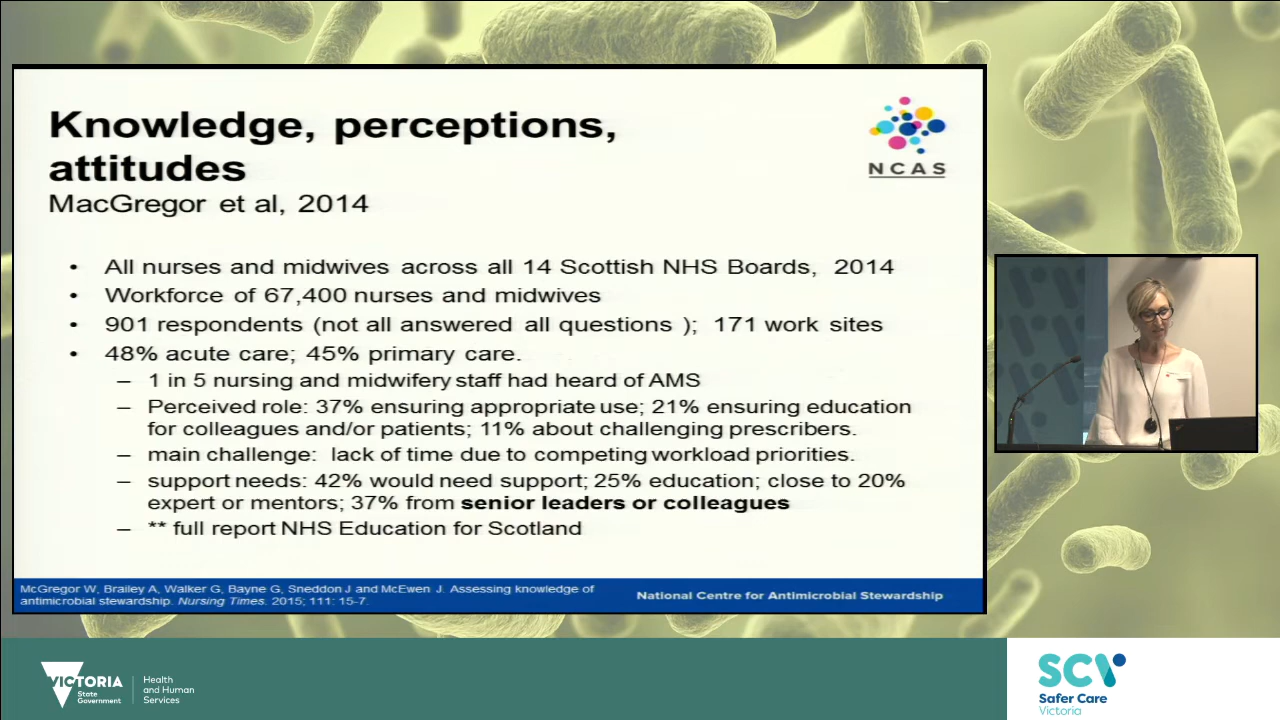 Knowledge, perceptions,
attitudes
MacGregor et al, 2014
NCAS
• All nurses and midwives across all 14 Scottish NHS Boards, 2014
• Workforce of 67,400 nurses and midwives
• 901 respondents (not all answered all questions ); 171 work sites
• 48% acute care; 45% primary care.
– 1 in 5 nursing and midwifery staff had heard of AMS
– Perceived role: 37% ensuring appropriate use; 21% ensuring education
for colleagues and/or patients; 11% about challenging prescribers.
– main challenge: lack of time due to competing workload priorities.
– support needs: 42% would need support; 25% education; close to 20%
expert or mentors; 37% from senior leaders or colleagues
– ** full report NHS Education for Scotland
McGregor W, Brailey A, Walker G, Bayne G, Sneddon J and McEwen J. Assessing knowledge of
antimicrobial stewardship. Nursing Times. 2015; 111: 15-7.
National Centre for Antimicrobial Stewardship
VICTORIA
State
Government
Health
and Human
Services
SCV
Safer Care
Victoria